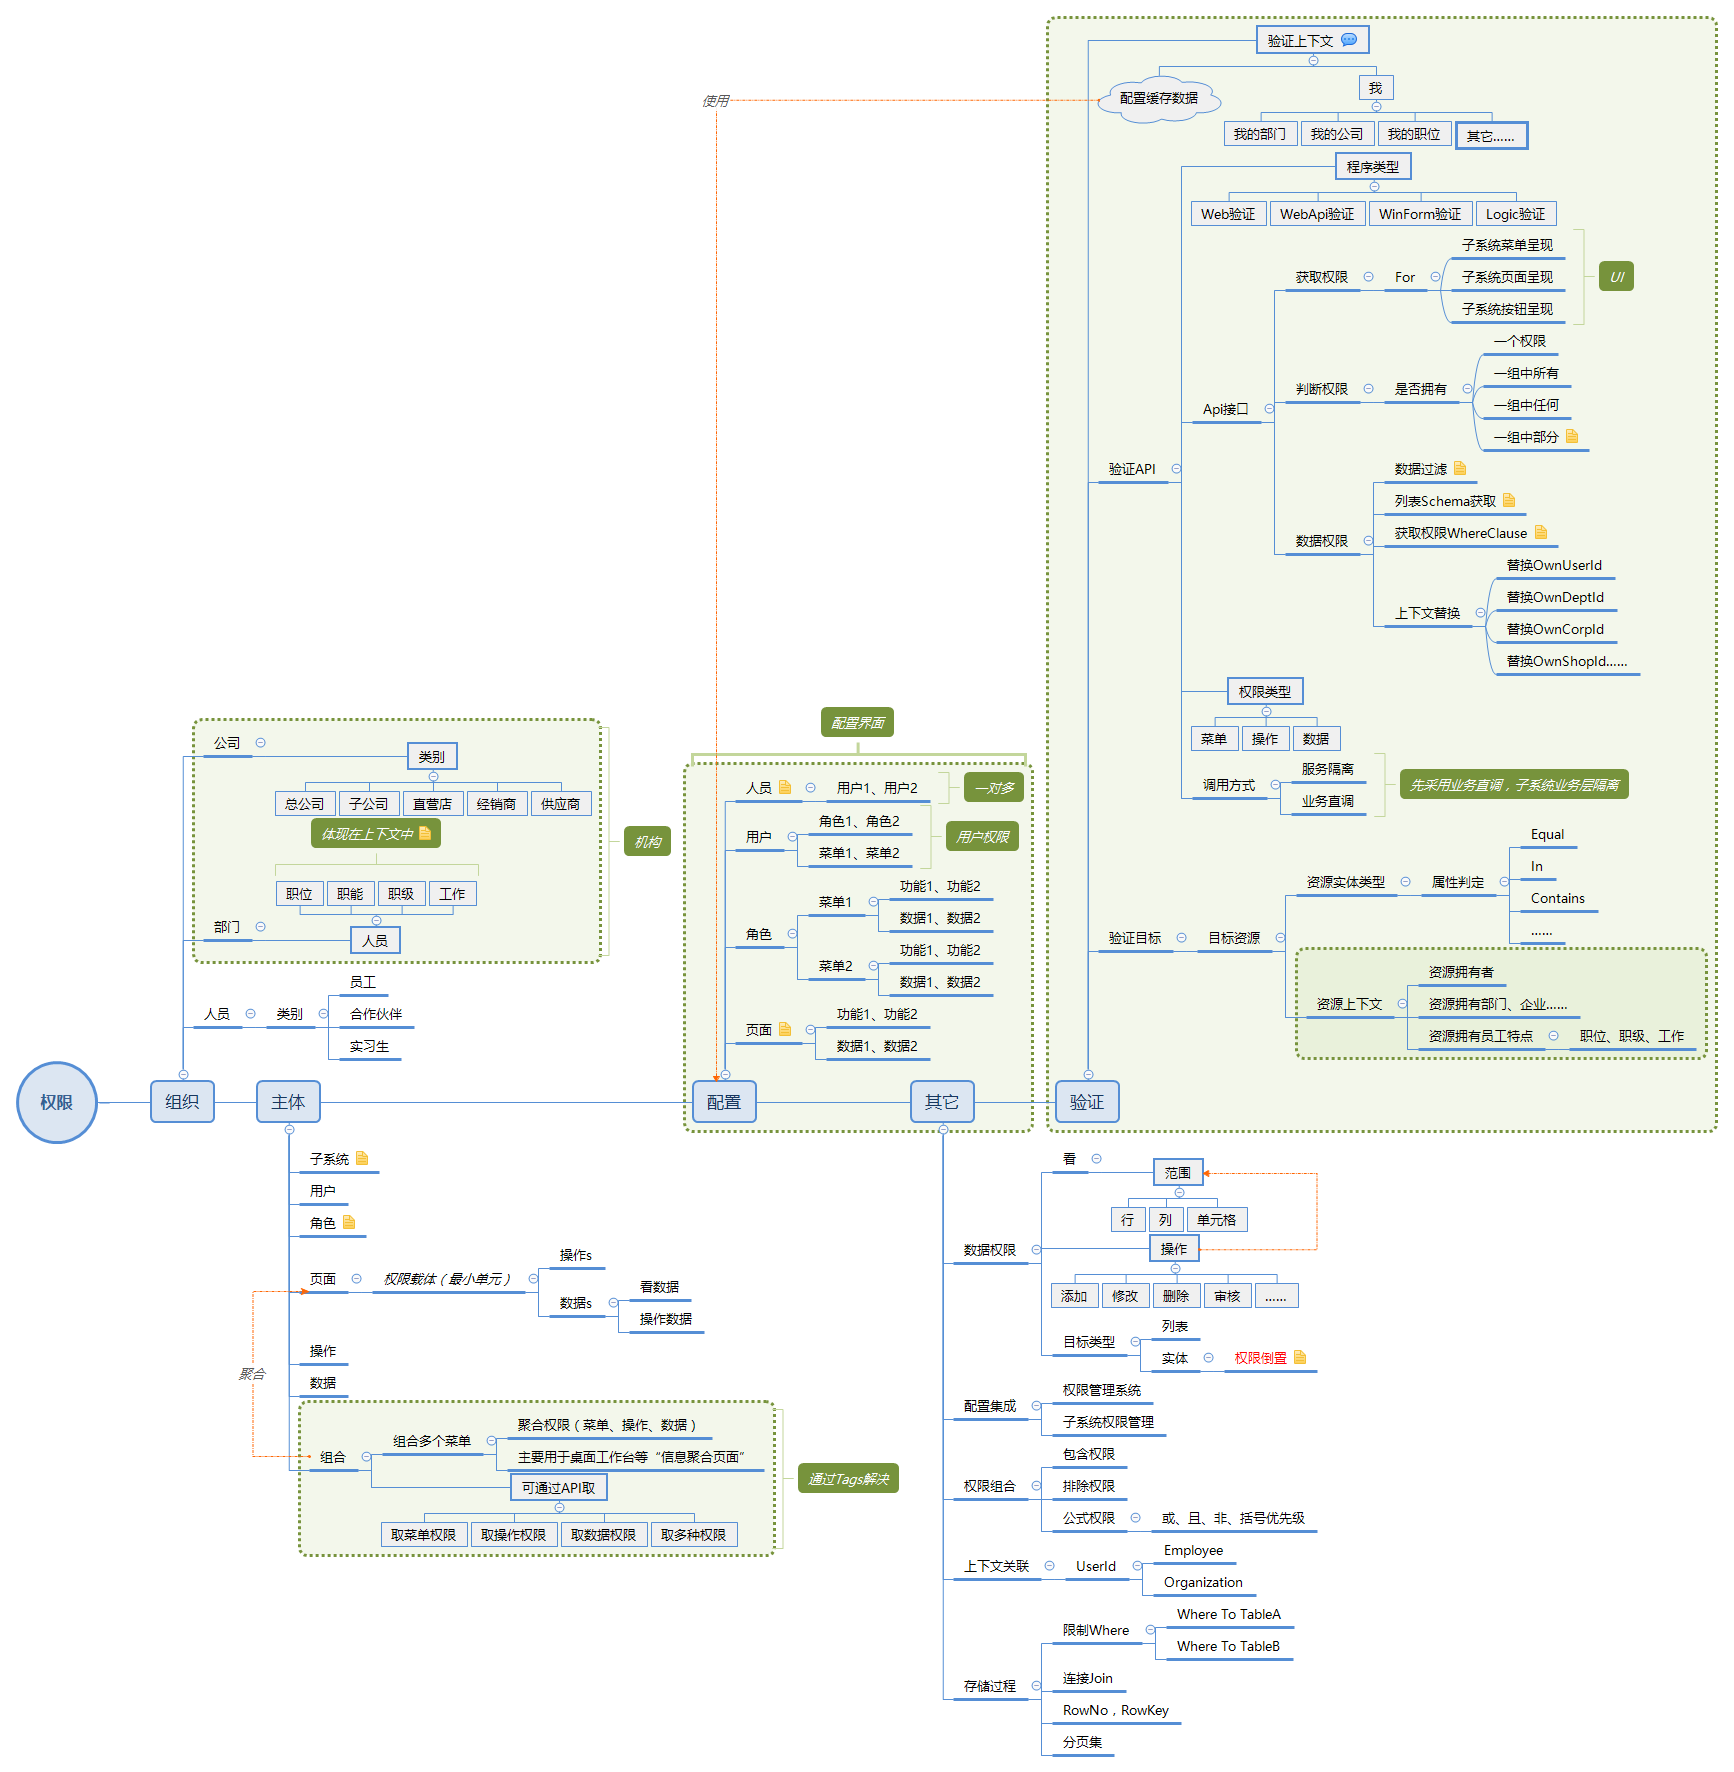 权限
组织
公司
类别
总公司
子公司
直营店
经销商
供应商
部门
人员
职位
职能
职级
工作
体现在上下文中
机构
人员
类别
员工
合作伙伴
实习生
主体
子系统
用户
角色
页面
权限载体（最小单元）
操作s
数据s
看数据
操作数据
操作
数据
聚合
组合
组合多个菜单
聚合权限（菜单、操作、数据）
主要用于桌面工作台等“信息聚合页面”
可通过API取
取菜单权限
取操作权限
取数据权限
取多种权限
通过Tags解决
配置
配置界面
人员
用户1、用户2
一对多
用户
角色1、角色2
菜单1、菜单2
用户权限
角色
菜单1
功能1、功能2
数据1、数据2
菜单2
功能1、功能2
数据1、数据2
页面
功能1、功能2
数据1、数据2
使用
其它
数据权限
看
范围
行
列
单元格
操作
添加
修改
删除
审核
......
目标类型
列表
实体
权限倒置
配置集成
权限管理系统
子系统权限管理
权限组合
包含权限
排除权限
公式权限
或、且、非、括号优先级
上下文关联
UserId
Employee
Organization
存储过程
限制Where
Where To TableA
Where To TableB
连接Join
RowNo，RowKey
分页集
验证
验证上下文
配置缓存数据
我
我的部门
我的公司
我的职位
其它......
验证API
程序类型
Web验证
WebApi验证
WinForm验证
Logic验证
Api接口
获取权限
For
子系统菜单呈现
子系统页面呈现
子系统按钮呈现
UI
判断权限
是否拥有
一个权限
一组中所有
一组中任何
一组中部分
数据权限
数据过滤
列表Schema获取
获取权限WhereClause
上下文替换
替换OwnUserId
替换OwnDeptId
替换OwnCorpId
替换OwnShopId......
权限类型
菜单
操作
数据
调用方式
服务隔离
业务直调
先采用业务直调，子系统业务层隔离
验证目标
目标资源
资源实体类型
属性判定
Equal
In
Contains
......
资源上下文
资源拥有者
资源拥有部门、企业......
资源拥有员工特点
职位、职级、工作